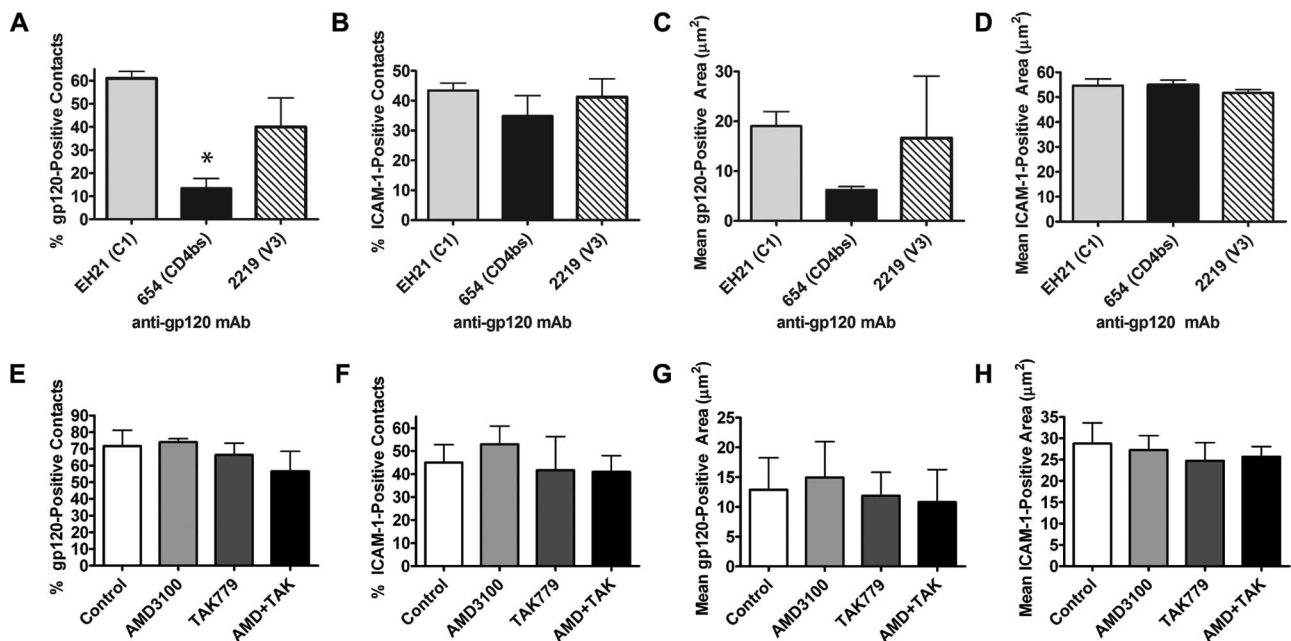 A
% gp120-Positive Contacts
60
50
40
30
20
10
0
*
EH21 (C1)
654 (CD4bs)
2219 (V3)
anti-gp120 mAb
B
% ICAM-1-Positive Contacts
50
40
30
20
10
0
EH21 (C1)
654 (CD4bs)
2219 (V3)
anti-gp120 mAb
C
Mean gp120-Positive Area (μm²)
30
20
10
0
EH21 (C1)
654 (CD4bs)
2219 (V3)
anti-gp120 mAb
D
Mean ICAM-1-Positive Area (μm²)
60
50
40
30
20
10
0
EH21 (C1)
654 (CD4bs)
2219 (V3)
anti-gp120 mAb
E
% gp120-Positive Contacts
90
80
70
60
50
40
30
20
10
0
Control
AMD3100
TAK779
AMD+TAK
F
% ICAM-1-Positive Contacts
60
50
40
30
20
10
0
Control
AMD3100
TAK779
AMD+TAK
G
Mean gp120-Positive Area (μm²)
25
20
15
10
5
0
Control
AMD3100
TAK779
AMD+TAK
H
Mean ICAM-1-Positive Area (μm²)
35
30
25
20
15
10
5
0
Control
AMD3100
TAK779
AMD+TAK